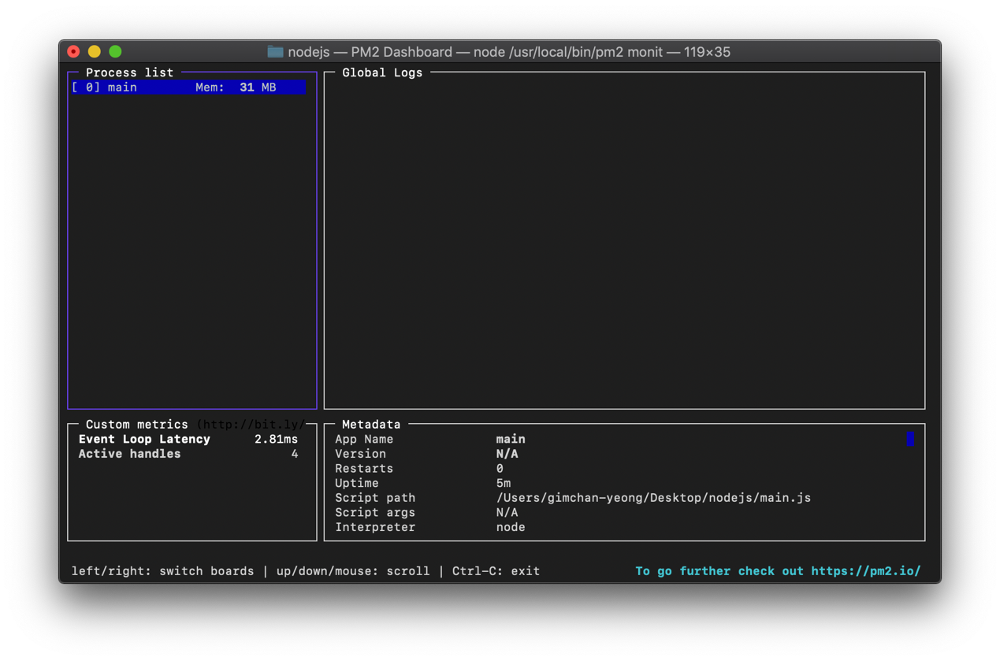 nodejs — PM2 Dashboard — node /usr/local/bin/pm2 monit — 119×35
Process list
[ 0] main Mem: 31 MB
Global Logs
Custom metrics (http://bit.ly/
Event Loop Latency 2.81ms
Active handles 4
Metadata
App Name main
Version N/A
Restarts 0
Uptime 5m
Script path /Users/gimchan-yeong/Desktop/nodejs/main.js
Script args N/A
Interpreter node
left/right: switch boards | up/down/mouse: scroll | Ctrl-C: exit To go further check out https://pm2.io/